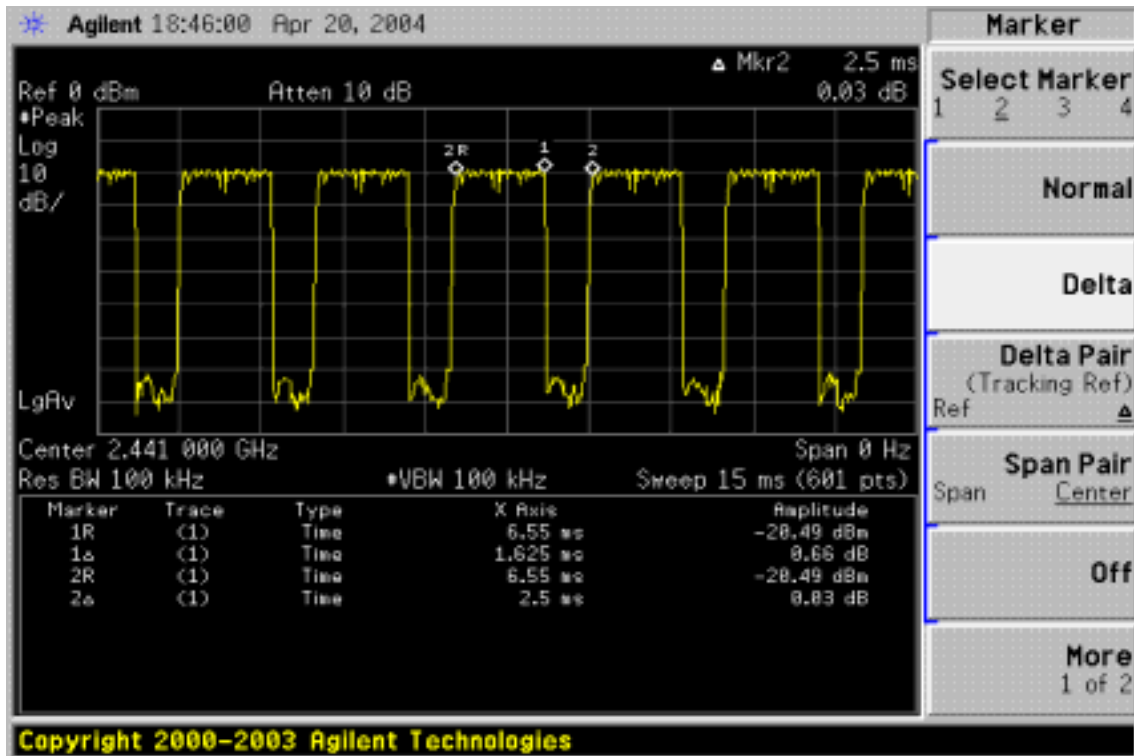 Agilent 18:46:00 Apr 20, 2004
Δ Mkr2 2.5 ms
Ref 0 dBm Atten 10 dB 0.03 dB
#Peak
Log
10
dB/
2R 1 2
LgAv
Center 2.441 000 GHz Span 0 Hz
Res BW 100 kHz #VBW 100 kHz Sweep 15 ms (601 pts)
Marker Trace Type X Axis Amplitude
1R (1) Time 6.55 ms -20.49 dBm
1Δ (1) Time 1.625 ms 0.66 dB
2R (1) Time 6.55 ms -20.49 dBm
2Δ (1) Time 2.5 ms 0.03 dB
Copyright 2000-2003 Agilent Technologies
Marker
Select Marker
1 2 3 4
Normal
Delta
Delta Pair
(Tracking Ref)
Ref Δ
Span Pair
Span Center
Off
More
1 of 2